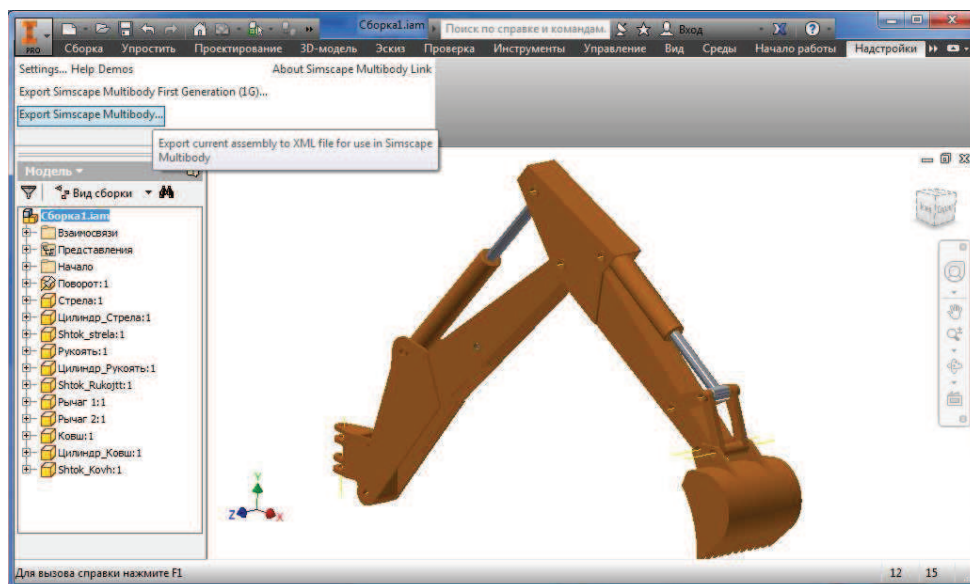 PRO
Сборка1.iam
Поиск по справке и командам.
Вход
Сборка Упростить Проектирование 3D-модель Эскиз Проверка Инструменты Управление Вид Среды Начало работы Надстройки
Settings... Help Demos About Simscape Multibody Link
Export Simscape Multibody First Generation (1G)...
Export Simscape Multibody...
Export current assembly to XML file for use in Simscape
Multibody
Модель
Вид сборки
Сборка1.iam
Взаимосвязи
Представления
Начало
Поворот:1
Стрела:1
Цилиндр_Стрела:1
Shtok_strela:1
Рукоять:1
Цилиндр_Рукоять:1
Shtok_Rukojtt:1
Рычаг 1:1
Рычаг 2:1
Ковш:1
Цилиндр_Ковш:1
Shtok_Kovh:1
Y
Z
X
Для вызова справки нажмите F1
12 15